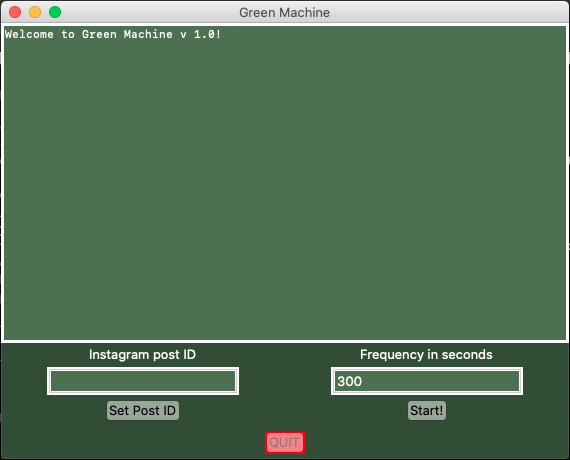 Green Machine
Welcome to Green Machine v 1.0!
Instagram post ID
Frequency in seconds
300
Set Post ID
Start!
QUIT